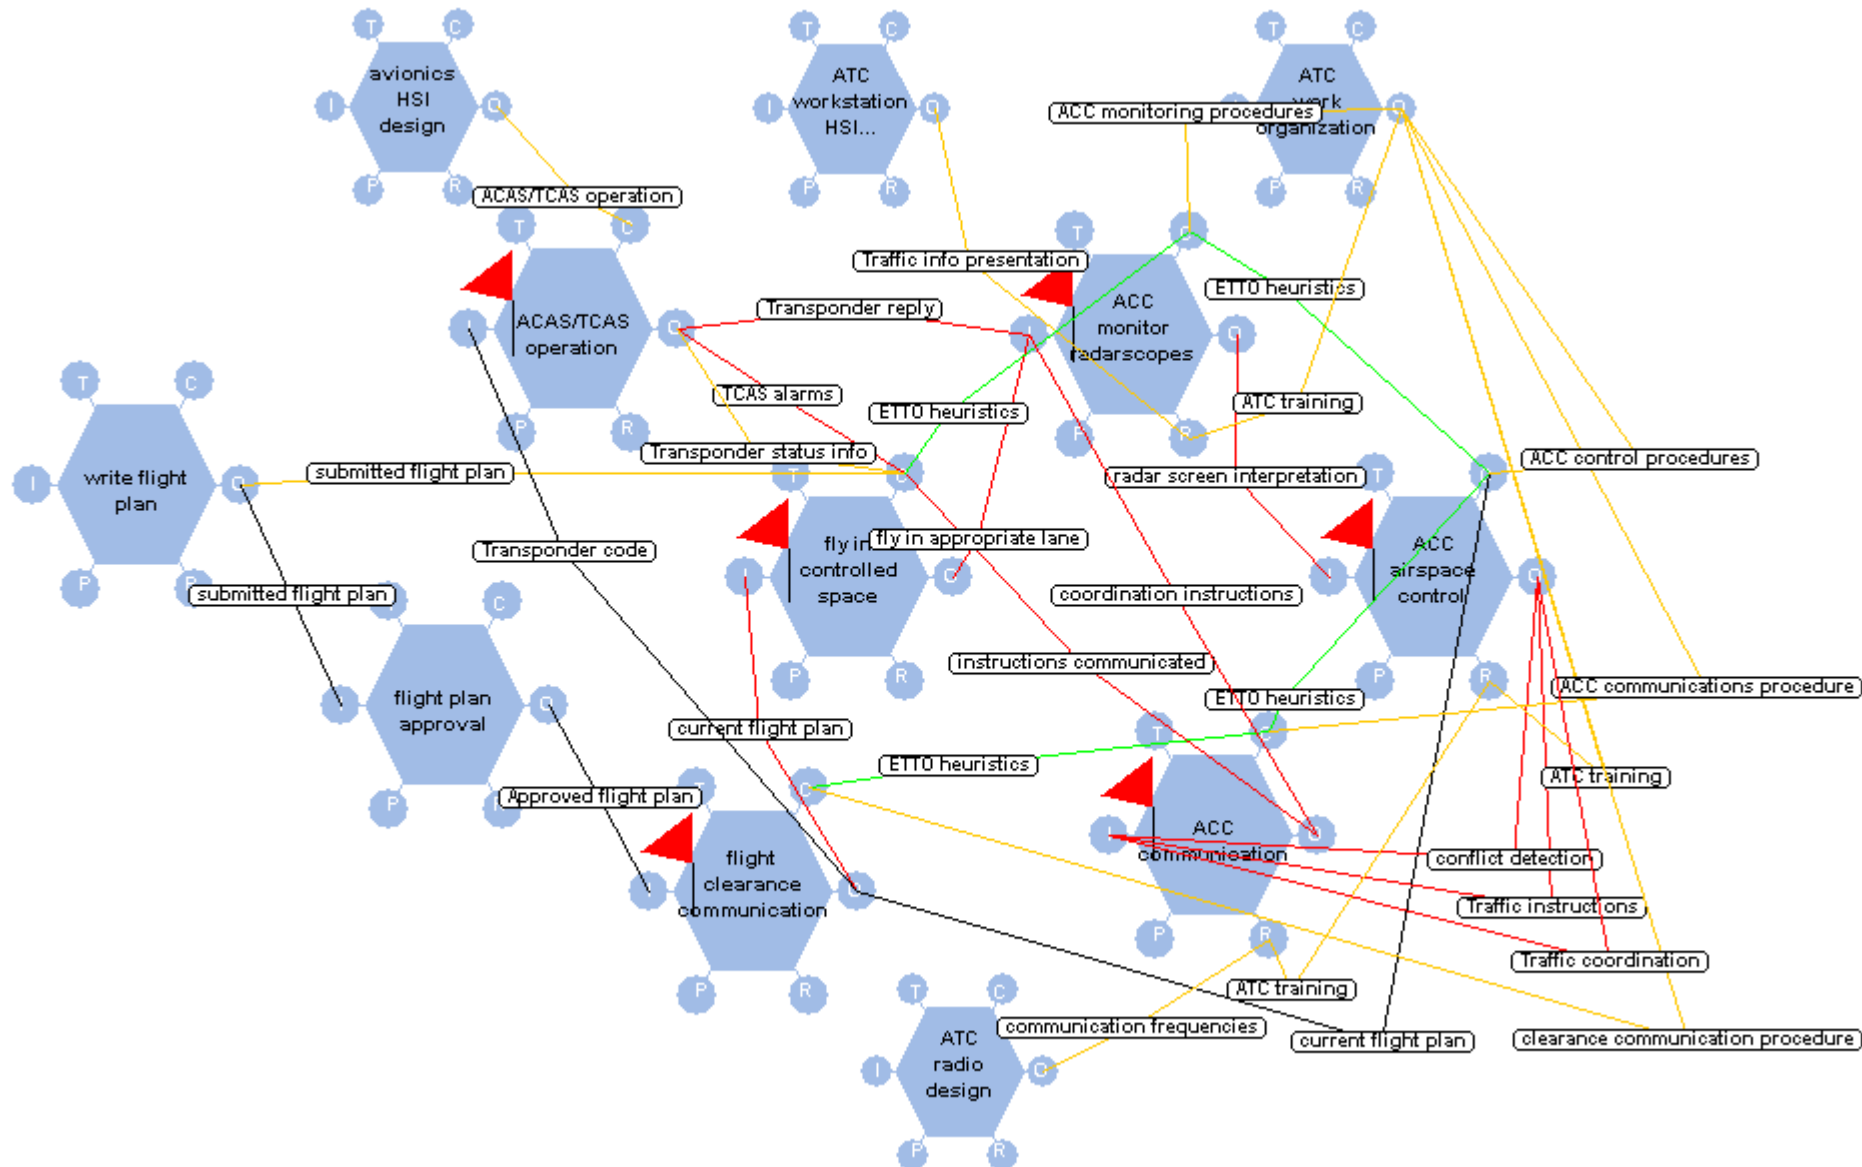 T C
avionics
HSI
design
I O
P R
T C
ATC
workstation
HSI...
I O
P R
T C
ATC
work
organization
O
P R
ACC monitoring procedures
ACAS/TCAS operation
T C
ACAS/TCAS
operation
I O
P R
Traffic info presentation
T C
ACC
monitor
radarscopes
I O
P R
ETTO heuristics
Transponder reply
TCAS alarms
ETTO heuristics
ATC training
Transponder status info
submitted flight plan
radar screen interpretation
ACC control procedures
T C
write flight
plan
I O
P R
T C
fly in
controlled
space
I O
P R
fly in appropriate lane
T C
ACC
airspace
control
I O
P R
Transponder code
submitted flight plan
coordination instructions
C
flight plan
approval
I O
P R
instructions communicated
ACC communications procedure
ETTO heuristics
current flight plan
ETTO heuristics
ATC training
Approved flight plan
T C
flight
clearance
communication
I O
P R
T C
ACC
communication
I O
P R
conflict detection
Traffic instructions
Traffic coordination
ATC training
communication frequencies
current flight plan
clearance communication procedure
T C
ATC
radio
design
I O
P R